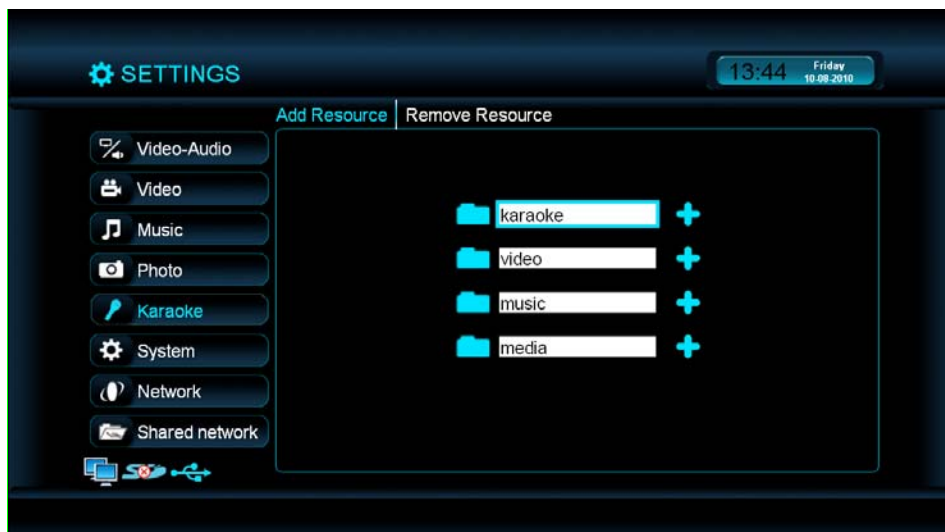 SETTINGS
13:44
Friday
10-08-2010
Add Resource
Remove Resource
Video-Audio
Video
Music
Photo
Karaoke
System
Network
Shared network
karaoke
video
music
media